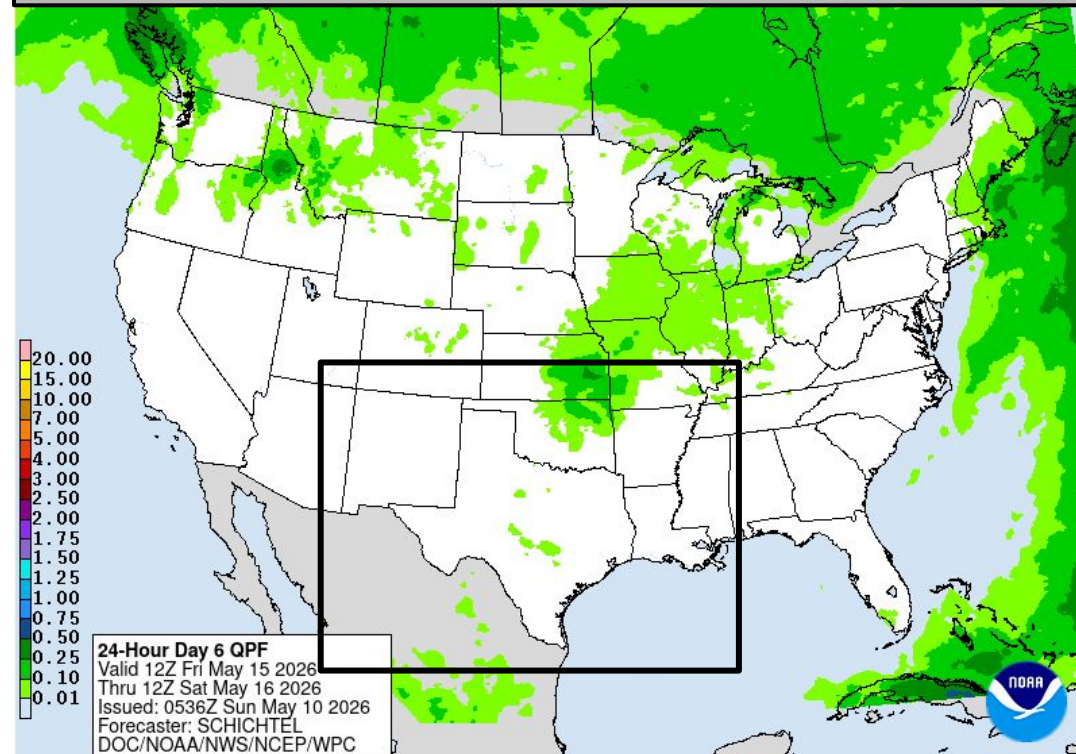 20.00
15.00
10.00
7.00
5.00
4.00
3.00
2.50
2.00
1.75
1.50
1.25
1.00
0.75
0.50
0.25
0.10
0.01
24-Hour Day 6 QPF
Valid 12Z Fri May 15 2026
Thru 12Z Sat May 16 2026
Issued: 0536Z Sun May 10 2026
Forecaster: SCHICHTEL
DOC/NOAA/NWS/NCEP/WPC
NOAA